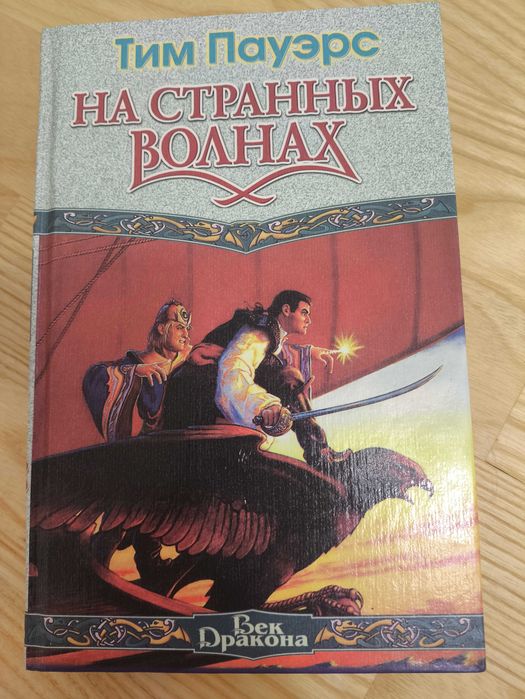 Тим Пауэрс
НА СТРАННЫХ
ВОЛНАХ
Век
Дракона